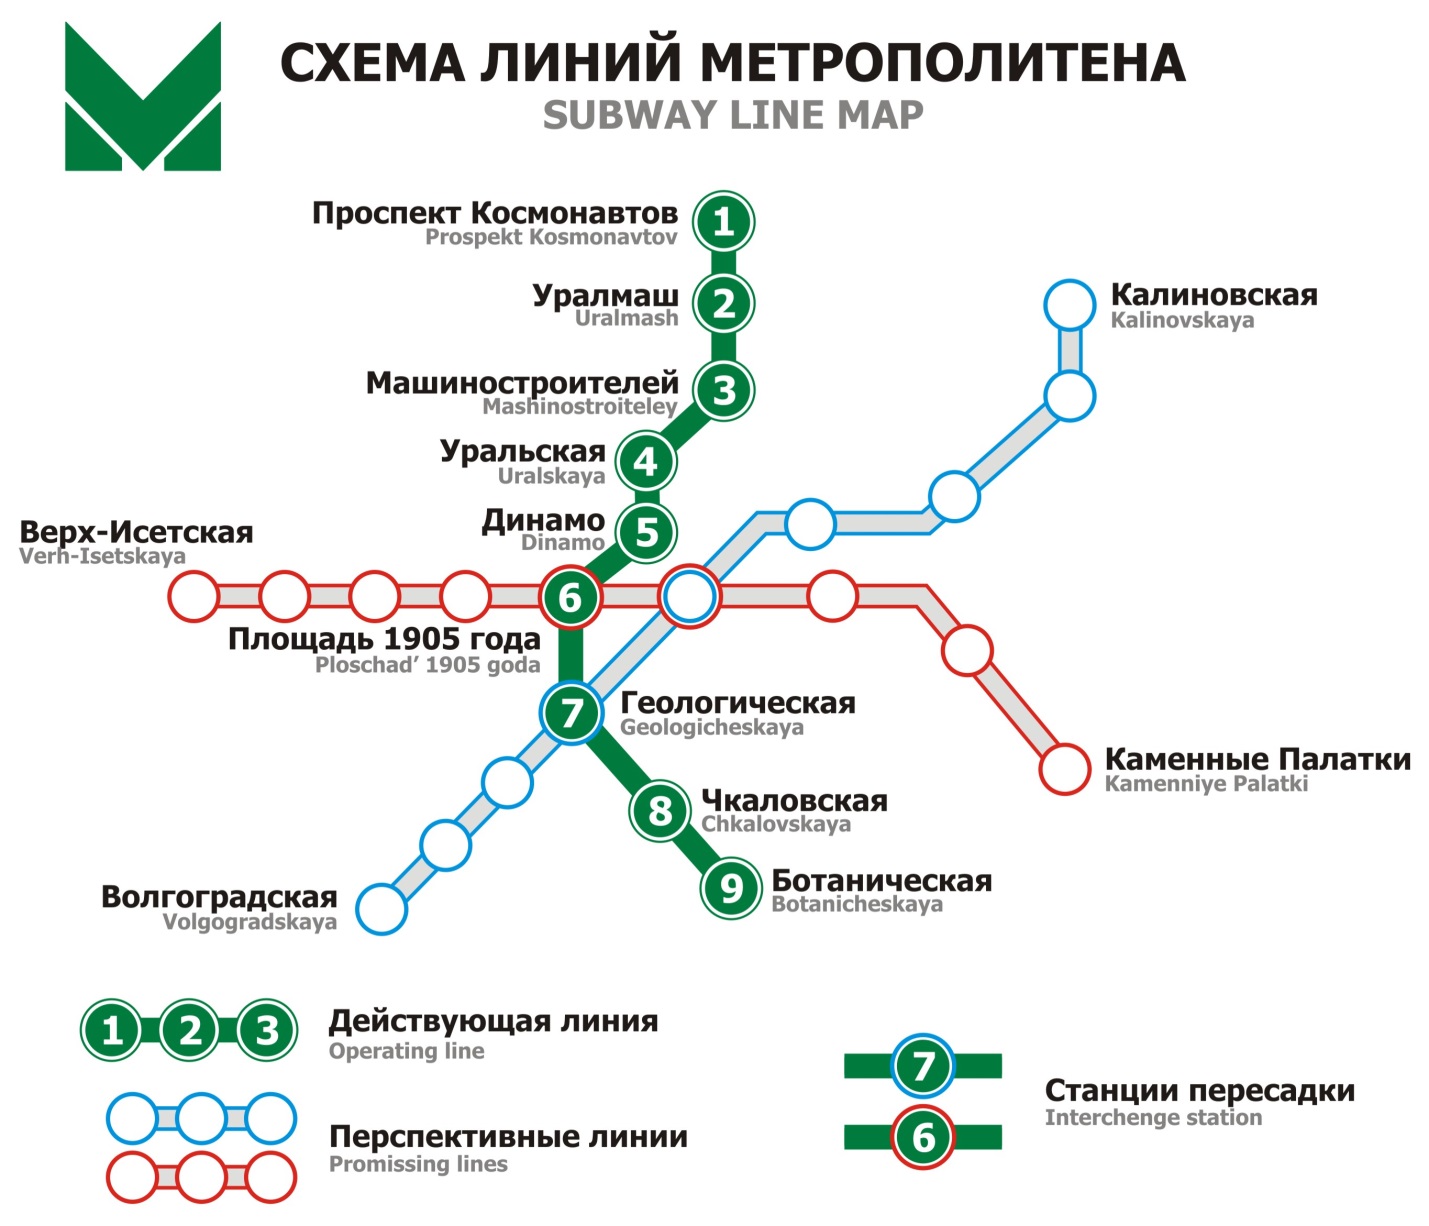 СХЕМА ЛИНИЙ МЕТРОПОЛИТЕНА
SUBWAY LINE MAP
Проспект Космонавтов
Prospekt Kosmonavtov
1
Уралмаш
Uralmash
2
Калиновская
Kalinovskaya
Машиностроителей
Mashinostroiteley
3
Уральская
Uralskaya
4
Динамо
Dinamo
5
Верх-Исетская
Verh-Isetskaya
6
Площадь 1905 года
Ploschad’ 1905 goda
7
Геологическая
Geologicheskaya
Каменные Палатки
Kamenniye Palatki
8
Чкаловская
Chkalovskaya
9
Ботаническая
Botanicheskaya
Волгоградская
Volgogradskaya
1 2 3
Действующая линия
Operating line
Перспективные линии
Promissing lines
7
6
Станции пересадки
Interchenge station